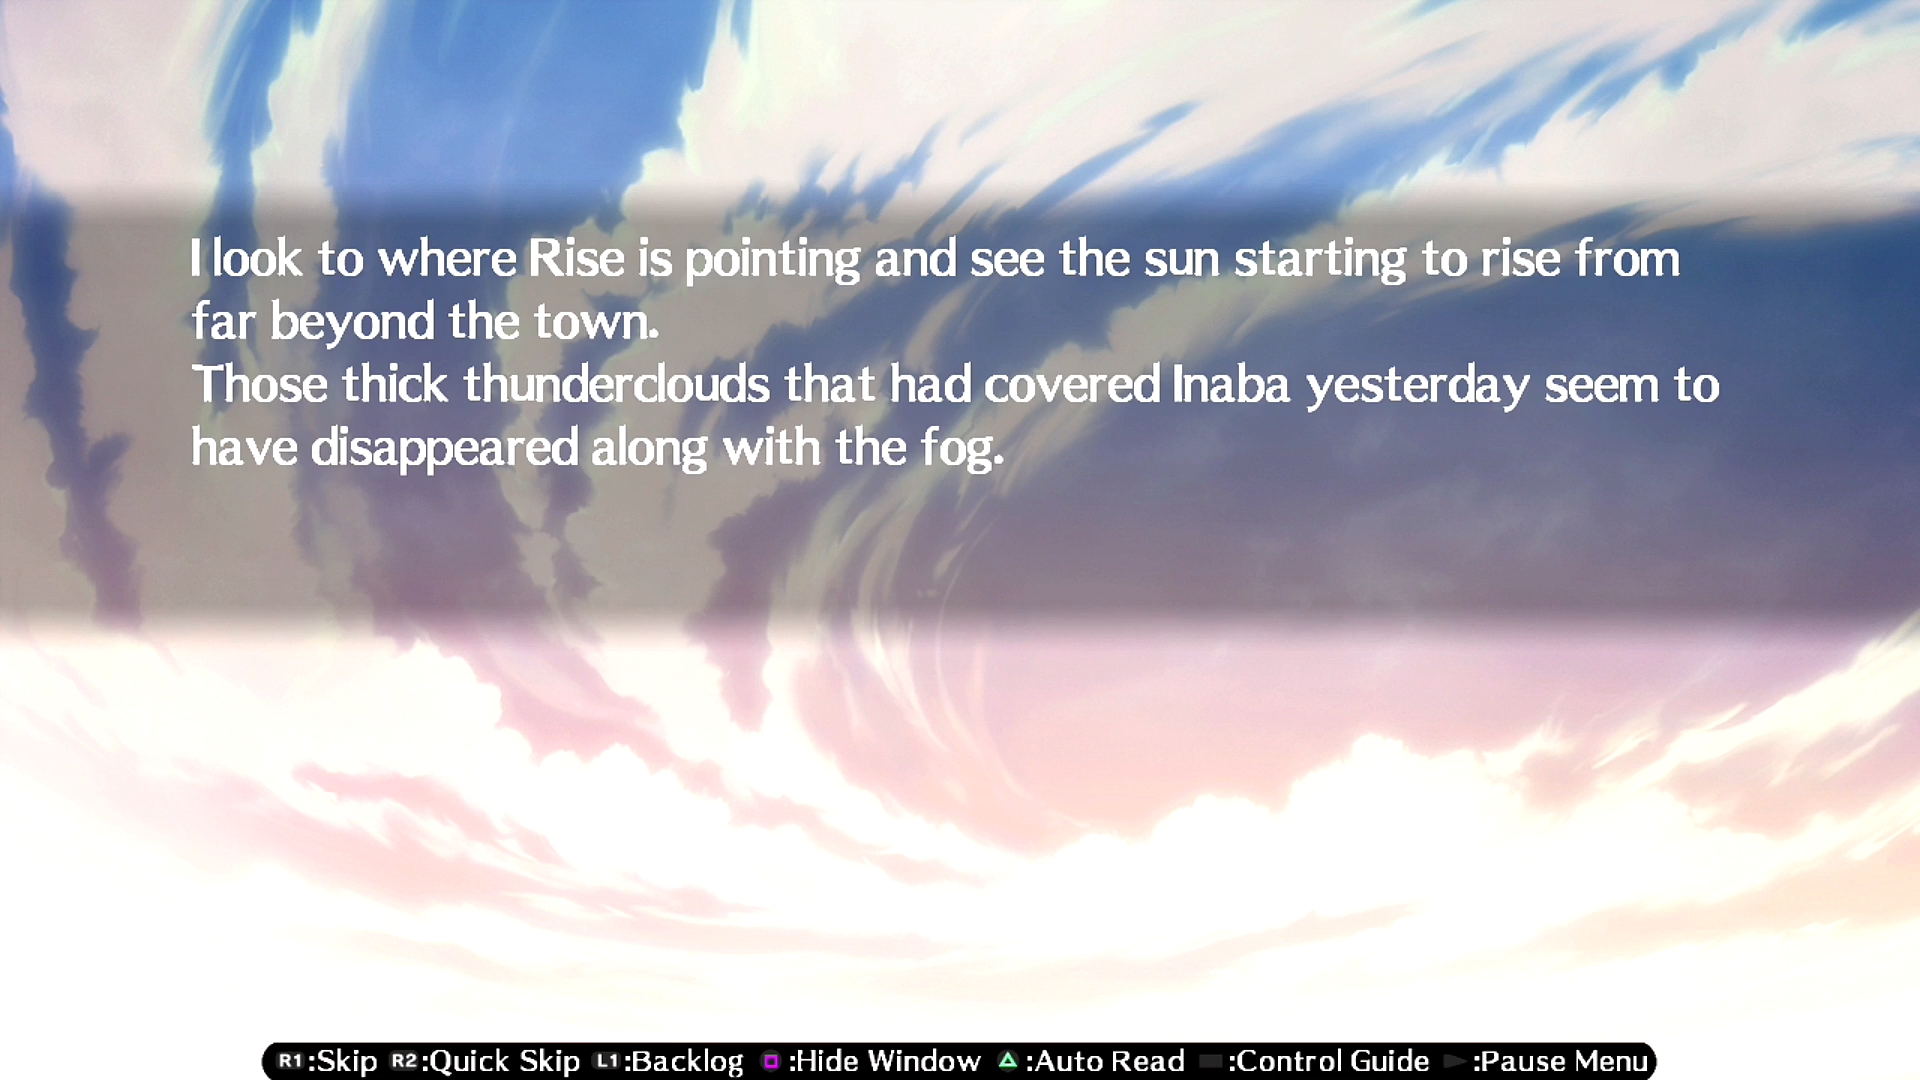 I look to where Rise is pointing and see the sun starting to rise from
far beyond the town.
Those thick thunderclouds that had covered Inaba yesterday seem to
have disappeared along with the fog.
R1:Skip R2:Quick Skip L1:Backlog :Hide Window :Auto Read :Control Guide :Pause Menu